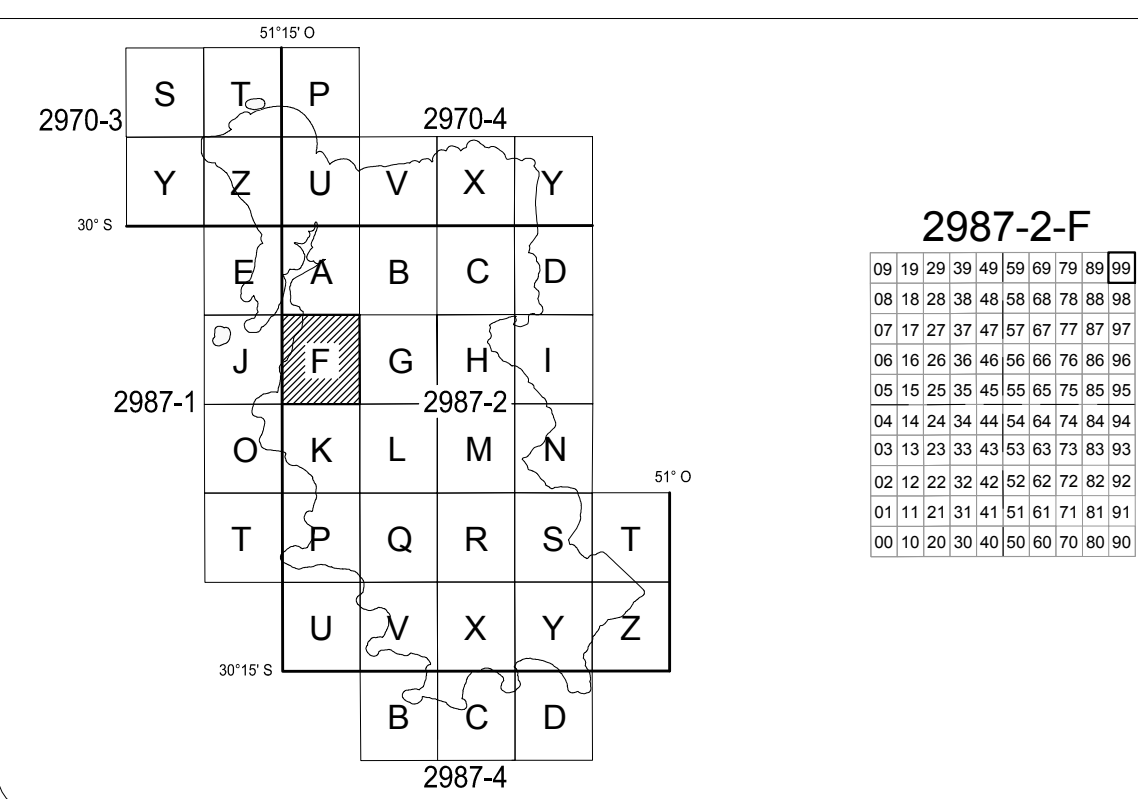 51°15' O
S T P
2970-3
2970-4
Y Z U V X Y
30° S
E A B C D
J F G H I
2987-1
2987-2
O K L M N
51° O
T P Q R S T
U V X Y Z
30°15' S
B C D
2987-4
2987-2-F
09 19 29 39 49 59 69 79 89 99
08 18 28 38 48 58 68 78 88 98
07 17 27 37 47 57 67 77 87 97
06 16 26 36 46 56 66 76 86 96
05 15 25 35 45 55 65 75 85 95
04 14 24 34 44 54 64 74 84 94
03 13 23 33 43 53 63 73 83 93
02 12 22 32 42 52 62 72 82 92
01 11 21 31 41 51 61 71 81 91
00 10 20 30 40 50 60 70 80 90